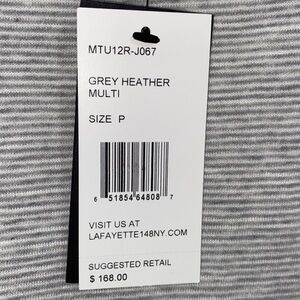 MTU12R-J067
GREY HEATHER
MULTI
SIZE P
6 51854 64808 7
VISIT US AT
LAFAYETTE148NY.COM
SUGGESTED RETAIL
$ 168.00